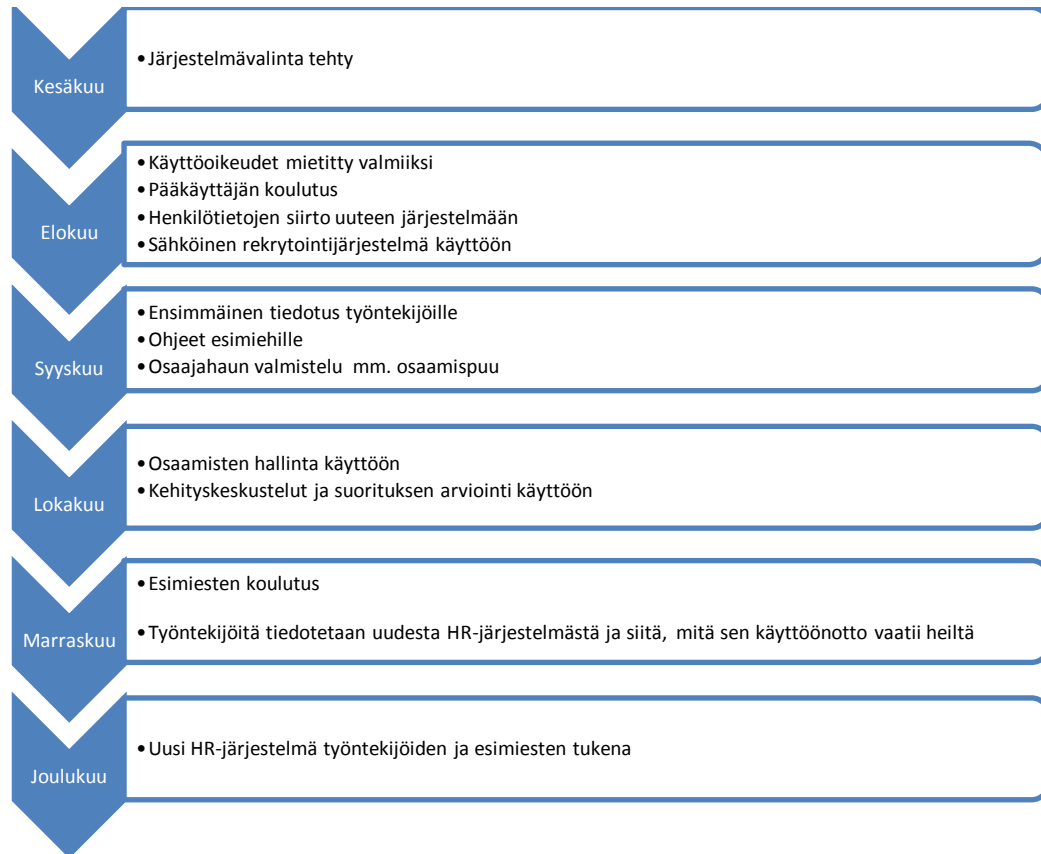 Kesäkuu
•Järjestelmävalinta tehty
Elokuu
•Käyttöoikeudet mietitty valmiiksi
•Pääkäyttäjän koulutus
•Henkilötietojen siirto uuteen järjestelmään
•Sähköinen rekrytointijärjestelmä käyttöön
Syyskuu
•Ensimmäinen tiedotus työntekijöille
•Ohjeet esimiehille
•Osaajahaun valmistelu mm. osaamispuu
Lokakuu
•Osaamisten hallinta käyttöön
•Kehityskeskustelut ja suorituksen arviointi käyttöön
Marraskuu
•Esimiesten koulutus
•Työntekijöitä tiedotetaan uudesta HR-järjestelmästä ja siitä, mitä sen käyttöönotto vaatii heiltä
Joulukuu
•Uusi HR-järjestelmä työntekijöiden ja esimiesten tukena